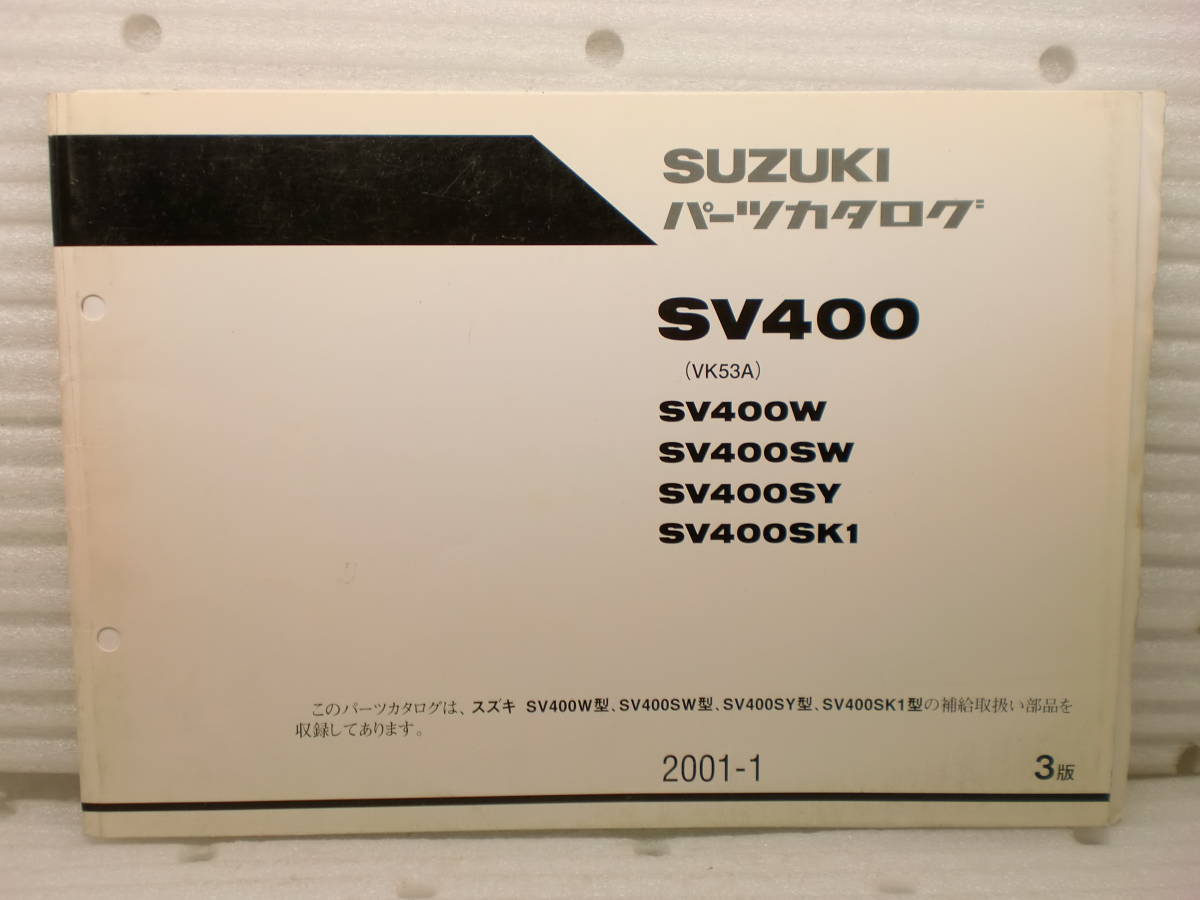 SUZUKI
パーツカタログ
SV400
（VK53A）
SV400W
SV400SW
SV400SY
SV400SK1
このパーツカタログは、スズキ SV400W型、SV400SW型、SV400SY型、SV400SK1型の補給取扱い部品を
収録してあります。
2001-1 3版